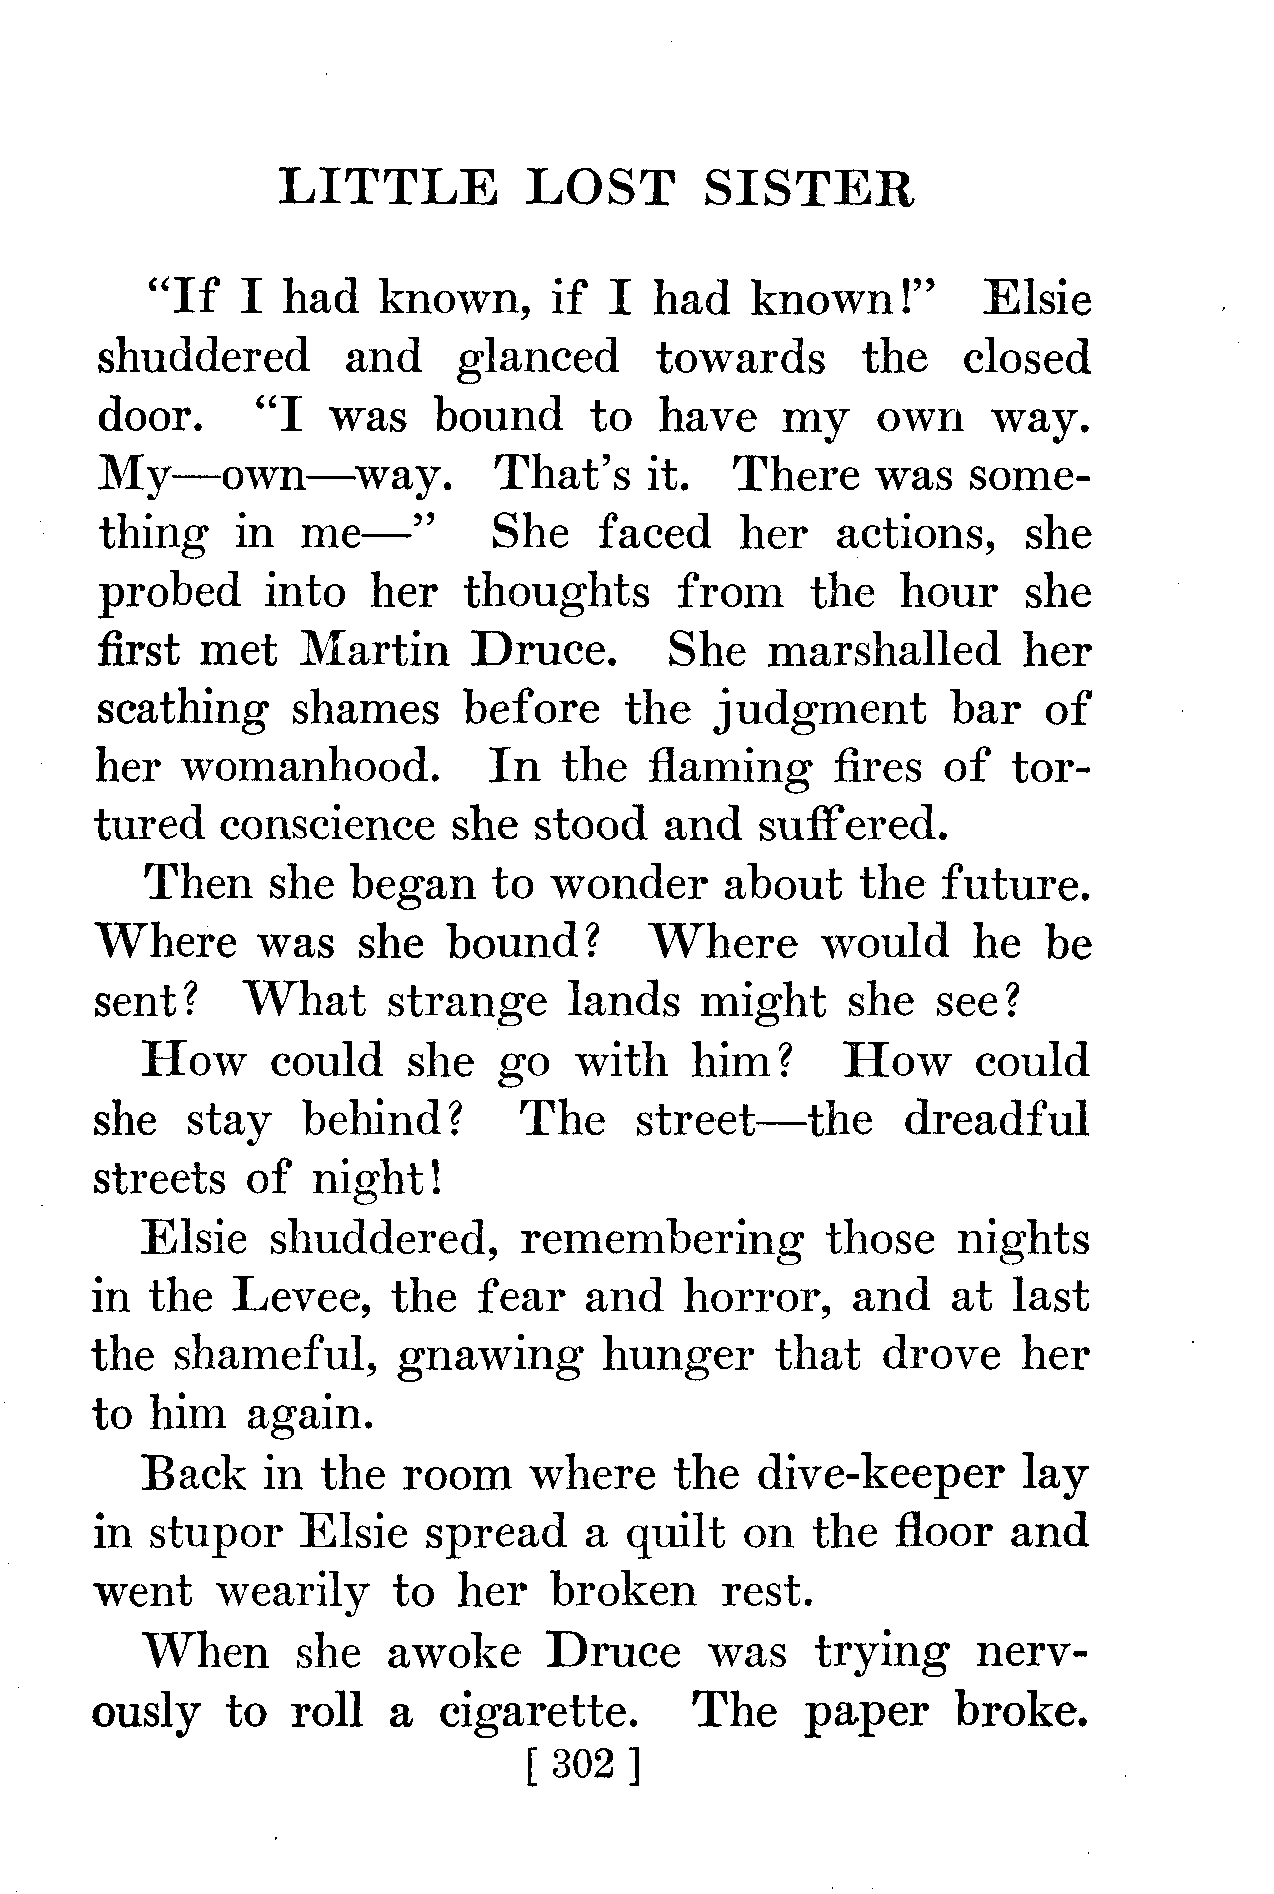 LITTLE LOST SISTER
“If I had known, if I had known!” Elsie
shuddered and glanced towards the closed
door. “I was bound to have my own way.
My—own—way. That’s it. There was some-
thing in me—” She faced her actions, she
probed into her thoughts from the hour she
first met Martin Druce. She marshalled her
scathing shames before the judgment bar of
her womanhood. In the flaming fires of tor-
tured conscience she stood and suffered.
Then she began to wonder about the future.
Where was she bound? Where would he be
sent? What strange lands might she see?
How could she go with him? How could
she stay behind? The street—the dreadful
streets of night!
Elsie shuddered, remembering those nights
in the Levee, the fear and horror, and at last
the shameful, gnawing hunger that drove her
to him again.
Back in the room where the dive-keeper lay
in stupor Elsie spread a quilt on the floor and
went wearily to her broken rest.
When she awoke Druce was trying nerv-
ously to roll a cigarette. The paper broke.
[ 302 ]